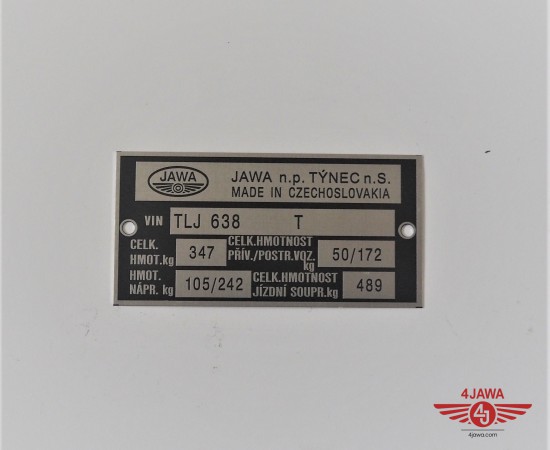 JAWA
JAWA n.p. TÝNEC n.S.
MADE IN CZECHOSLOVAKIA
VIN TLJ 638 T
CELK. HMOT.kg 347 CELK.HMOTNOST PŘÍV./POSTR.VOZ. kg 50/172
HMOT. NÁPR. kg 105/242 CELK.HMOTNOST JÍZDNÍ SOUPR.kg 489
4JAWA
4J
4jawa.com